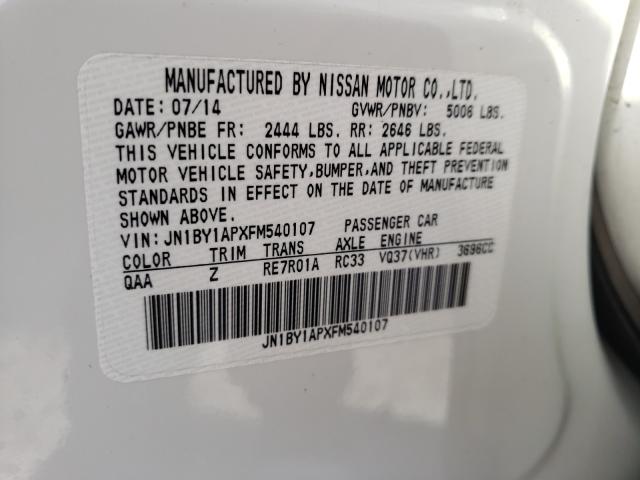 MANUFACTURED BY NISSAN MOTOR CO.,LTD.
DATE: 07/14 GVWR/PNBV: 5006 LBS.
GAWR/PNBE FR: 2444 LBS. RR: 2646 LBS.
THIS VEHICLE CONFORMS TO ALL APPLICABLE FEDERAL
MOTOR VEHICLE SAFETY,BUMPER,AND THEFT PREVENTION
STANDARDS IN EFFECT ON THE DATE OF MANUFACTURE
SHOWN ABOVE.
VIN: JN1BY1APXFM540107 PASSENGER CAR
COLOR TRIM TRANS AXLE ENGINE
QAA Z RE7R01A RC33 VQ37(VHR) 3696CC
JN1BY1APXFM540107